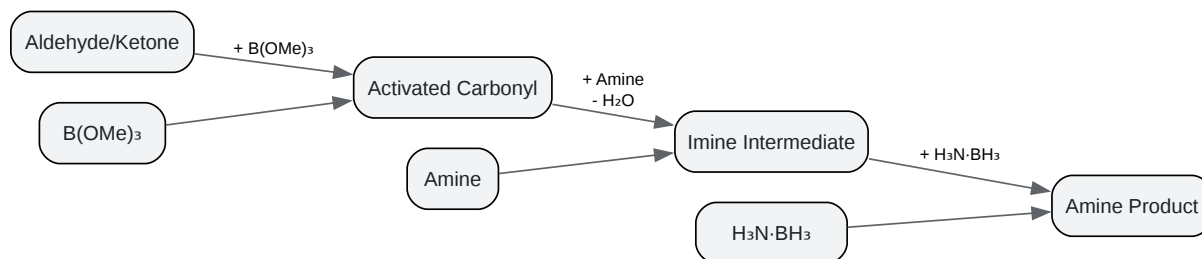 Aldehyde/Ketone
+ B(OMe)₃
B(OMe)₃
Activated Carbonyl
+ Amine
- H₂O
Amine
Imine Intermediate
+ H₃N·BH₃
H₃N·BH₃
Amine Product